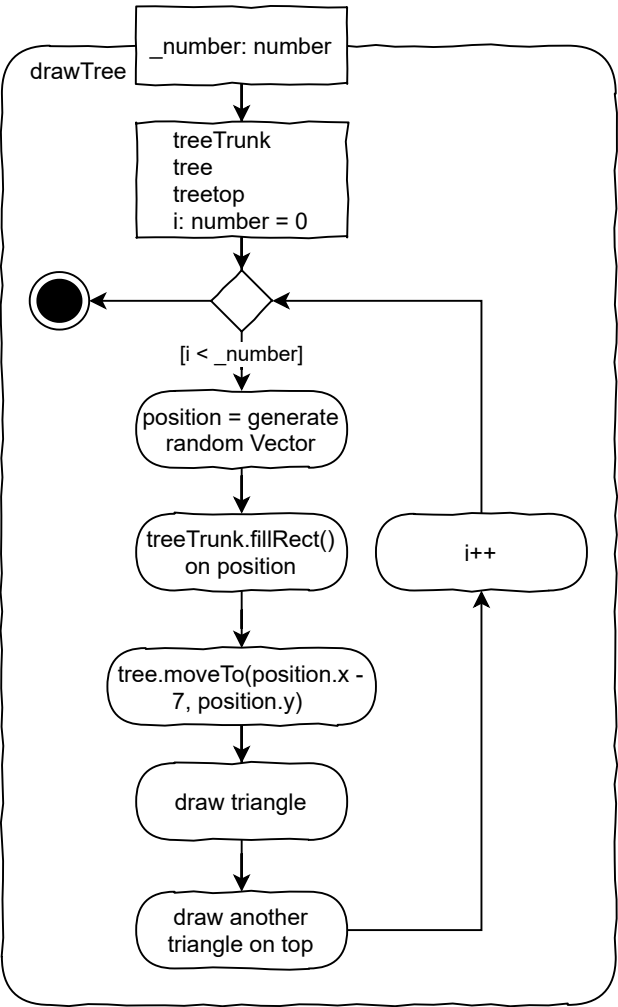 _number: number
drawTree
treeTrunk
tree
treetop
i: number = 0
[i < _number]
position = generate
random Vector
treeTrunk.fillRect()
on position
i++
tree.moveTo(position.x -
7, position.y)
draw triangle
draw another
triangle on top